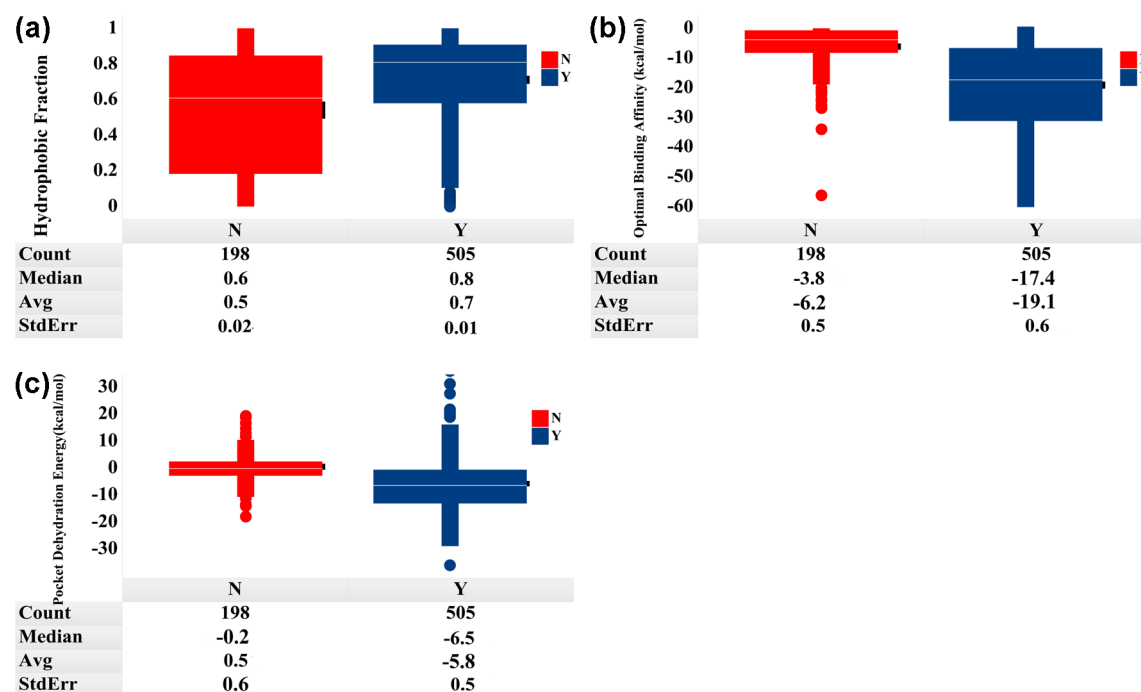 (a)
Hydrophobic Fraction
1
0.8
0.6
0.4
0.2
0
N
Y
N Y
Count 198 505
Median 0.6 0.8
Avg 0.5 0.7
StdErr 0.02 0.01
(b)
Optimal Binding Affinity (kcal/mol)
-0
-10
-20
-30
-40
-50
-60
N Y
Count 198 505
Median -3.8 -17.4
Avg -6.2 -19.1
StdErr 0.5 0.6
(c)
Pocket Dehydration Energy(kcal/mol)
30
20
10
0
-10
-20
-30
N
Y
N Y
Count 198 505
Median -0.2 -6.5
Avg 0.5 -5.8
StdErr 0.6 0.5